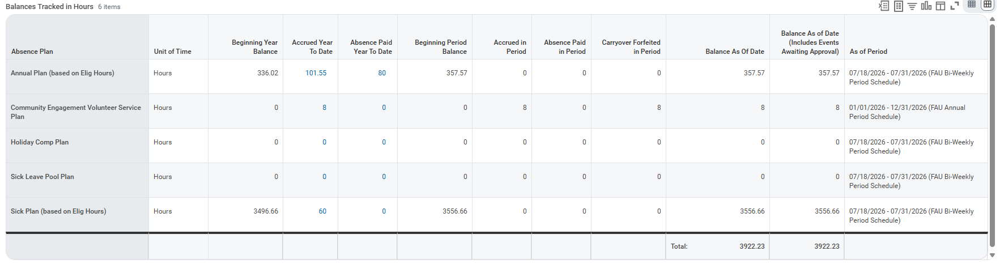 Balances Tracked in Hours 6 items
Absence Plan | Unit of Time | Beginning Year Balance | Accrued Year To Date | Absence Paid Year To Date | Beginning Period Balance | Accrued in Period | Absence Paid in Period | Carryover Forfeited in Period | Balance As Of Date | Balance As of Date (Includes Events Awaiting Approval) | As of Period
Annual Plan (based on Elig Hours) | Hours | 336.02 | 101.55 | 80 | 357.57 | 0 | 0 | 0 | 357.57 | 357.57 | 07/18/2026 - 07/31/2026 (FAU Bi-Weekly Period Schedule)
Community Engagement Volunteer Service Plan | Hours | 0 | 8 | 0 | 0 | 8 | 0 | 8 | 8 | 8 | 01/01/2026 - 12/31/2026 (FAU Annual Period Schedule)
Holiday Comp Plan | Hours | 0 | 0 | 0 | 0 | 0 | 0 | 0 | 0 | 0 | 07/18/2026 - 07/31/2026 (FAU Bi-Weekly Period Schedule)
Sick Leave Pool Plan | Hours | 0 | 0 | 0 | 0 | 0 | 0 | 0 | 0 | 0 | 07/18/2026 - 07/31/2026 (FAU Bi-Weekly Period Schedule)
Sick Plan (based on Elig Hours) | Hours | 3496.66 | 60 | 0 | 3556.66 | 0 | 0 | 0 | 3556.66 | 3556.66 | 07/18/2026 - 07/31/2026 (FAU Bi-Weekly Period Schedule)
Total: 3922.23 | 3922.23